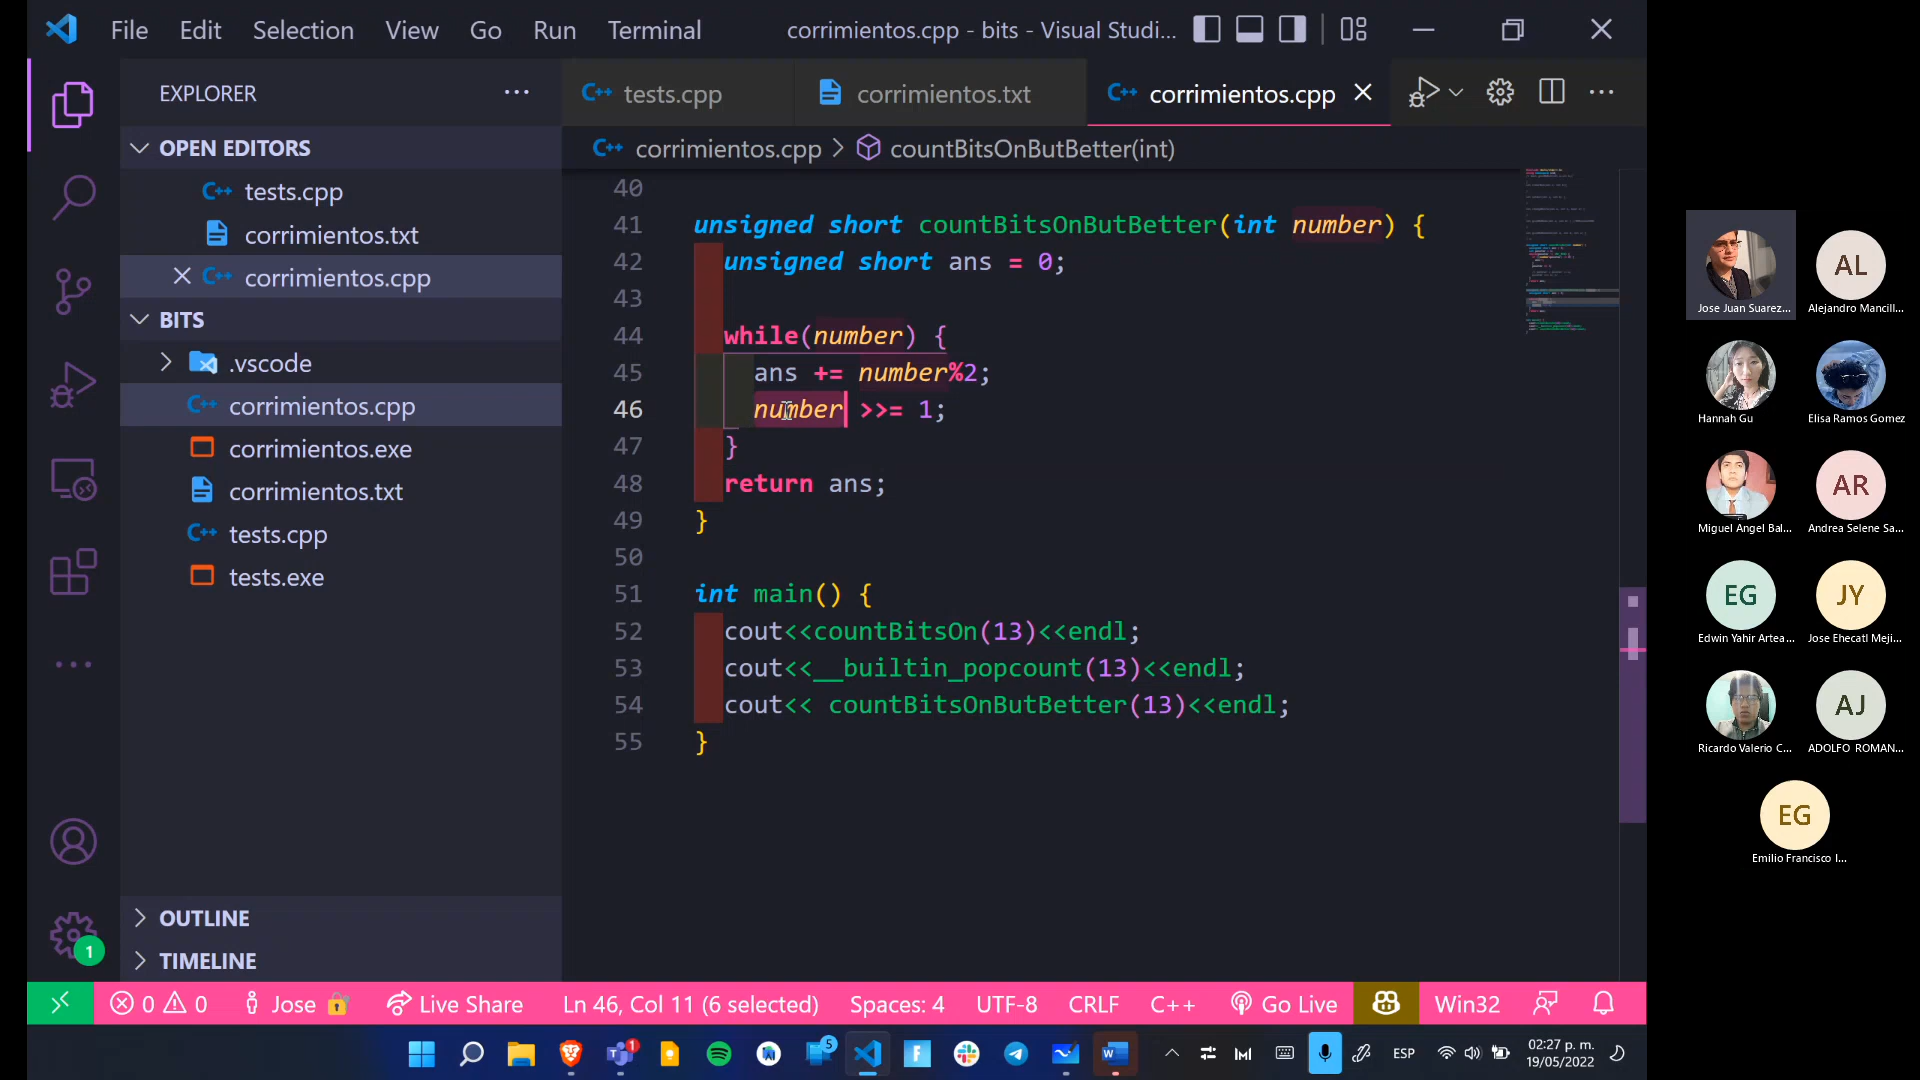 File Edit Selection View Go Run Terminal corrimientos.cpp - bits - Visual Studi...
EXPLORER
OPEN EDITORS
tests.cpp
corrimientos.txt
corrimientos.cpp
BITS
.vscode
corrimientos.cpp
corrimientos.exe
corrimientos.txt
tests.cpp
tests.exe
OUTLINE
TIMELINE
1
tests.cpp corrimientos.txt corrimientos.cpp
corrimientos.cpp > countBitsOnButBetter(int)
40
41 unsigned short countBitsOnButBetter(int number) {
42 unsigned short ans = 0;
43
44 while(number) {
45 ans += number%2;
46 number >>= 1;
47 }
48 return ans;
49 }
50
51 int main() {
52 cout<<countBitsOn(13)<<endl;
53 cout<<__builtin_popcount(13)<<endl;
54 cout<< countBitsOnButBetter(13)<<endl;
55 }
0 0 Jose Live Share Ln 46, Col 11 (6 selected) Spaces: 4 UTF-8 CRLF C++ Go Live Win32
1 5 ESP 02:27 p. m.
19/05/2022
Jose Juan Suarez...
AL
Alejandro Mancill...
Hannah Gu
Elisa Ramos Gomez
Miguel Angel Bal...
AR
Andrea Selene Sa...
EG
Edwin Yahir Artea...
JY
Jose Ehecatl Meji...
Ricardo Valerio C...
AJ
ADOLFO ROMAN...
EG
Emilio Francisco I...